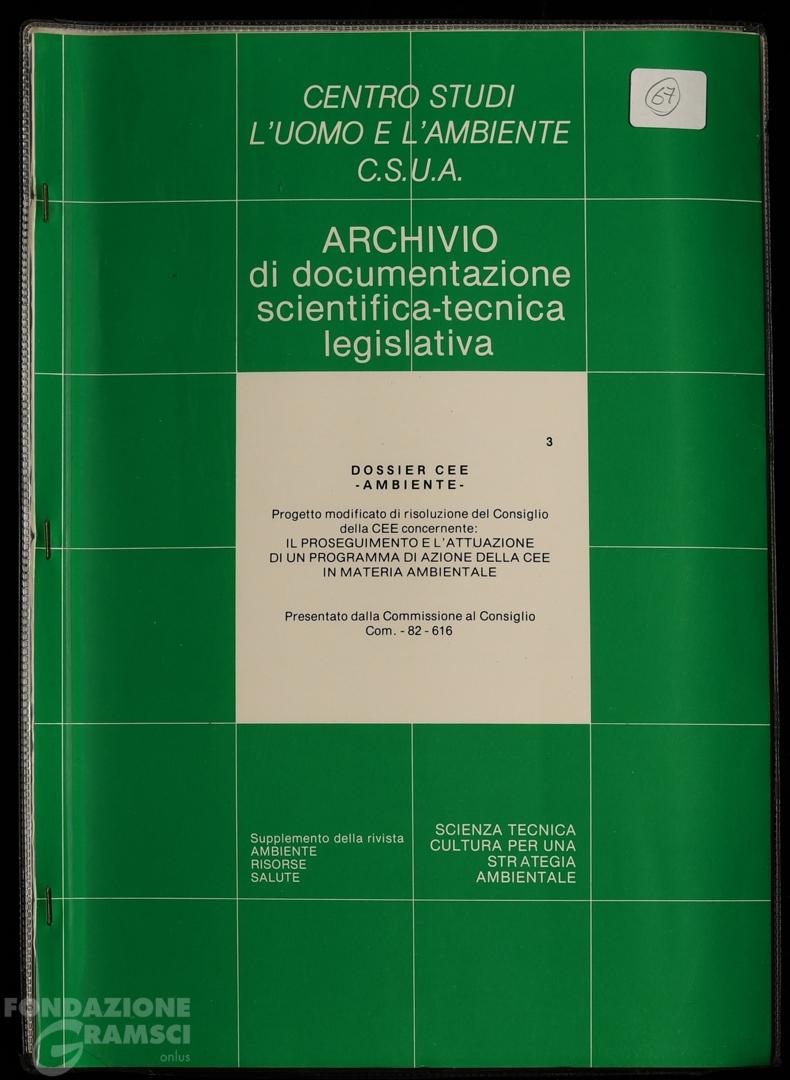 67
CENTRO STUDI
L'UOMO E L'AMBIENTE
C.S.U.A.
ARCHIVIO
di documentazione
scientifica-tecnica
legislativa
3
DOSSIER CEE
-AMBIENTE-
Progetto modificato di risoluzione del Consiglio
della CEE concernente:
IL PROSEGUIMENTO E L'ATTUAZIONE
DI UN PROGRAMMA DI AZIONE DELLA CEE
IN MATERIA AMBIENTALE
Presentato dalla Commissione al Consiglio
Com. - 82 - 616
Supplemento della rivista
AMBIENTE
RISORSE
SALUTE
SCIENZA TECNICA
CULTURA PER UNA
STRATEGIA
AMBIENTALE
FONDAZIONE
GRAMSCI
onlus